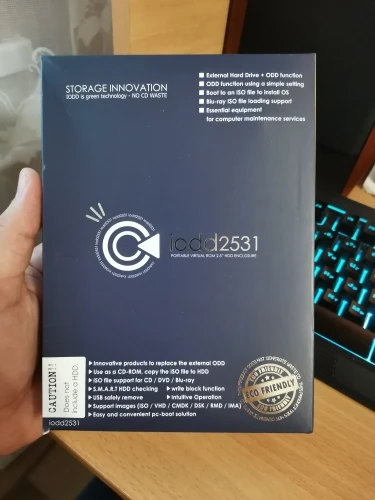 STORAGE INNOVATION
IODD is green technology - NO CD WASTE
External Hard Drive + ODD function
ODD function using a simple setting
Boot to an ISO file to install OS
Blu-ray ISO file loading support
Essential equipment
for computer maintenance services
iodd2531
PORTABLE VIRTUAL ROM 2.5" HDD ENCLOSURE
Innovative products to replace the external ODD
Use as a CD-ROM, copy the ISO file to HDD
ISO file support for CD / DVD / Blu-ray
S.M.A.R.T HDD checking
write block function
USB safely remove
Intuitive Operation
Support images (ISO / VHD / CMDK / DSK / RMD / IMA)
Easy and convenient pc-boot solution
CAUTION!!
Does not
include a HDD.
iodd2531
ECO FRIENDLY
ECO FRIENDLY
ECO FRIENDLY